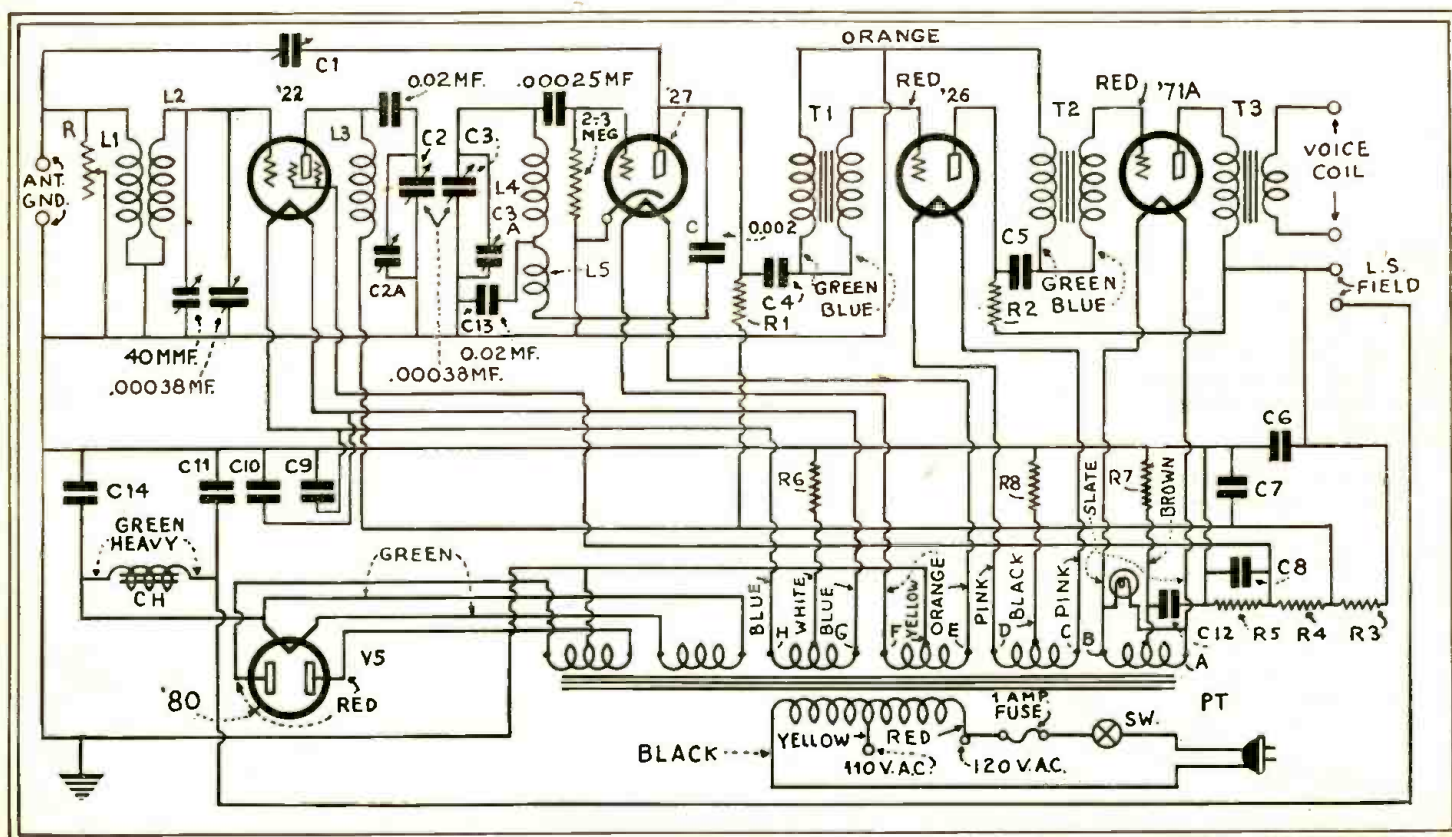 ORANGE
C1
0.02 MF.
.00025 MF
RED
'26
RED
'71A
L2
'22
'27
T1
T2
T3
R
L1
L3
C2
C3
2-3
MEG
VOICE
COIL
ANT.
GND.
L4
C3
A
C
0.002
C5
L5
C2A
C4
GREEN
BLUE
R2
GREEN
BLUE
L.S.
FIELD
C13
R1
40MMF.
0.02MF.
.00038MF.
.00038MF.
C6
C11
C10
C9
R6
R8
SLATE
R7
BROWN
C14
C7
GREEN
HEAVY
GREEN
C8
CH
BLUE
WHITE
BLUE
YELLOW
ORANGE
PINK
BLACK
PINK
H
G
F
E
D
C
B
A
C12
R5
R4
R3
V5
'80
RED
1 AMP
FUSE
PT
SW.
BLACK
YELLOW
RED
110 V.A.C.
120 V.A.C.